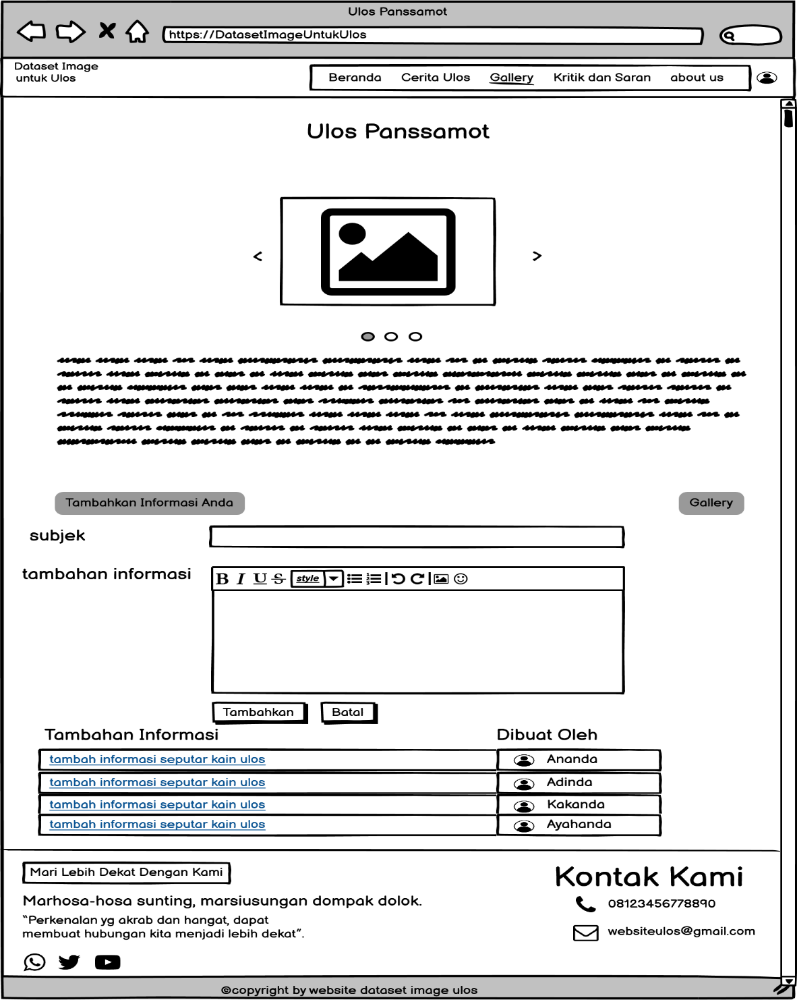 Ulos Panssamot
https://DatasetImageUntukUlos
Dataset Image
untuk Ulos
Beranda Cerita Ulos Gallery Kritik dan Saran about us
Ulos Panssamot
< >
Tambahkan Informasi Anda Gallery
subjek
tambahan informasi
B I U S style
Tambahkan Batal
Tambahan Informasi Dibuat Oleh
tambah informasi seputar kain ulos Ananda
tambah informasi seputar kain ulos Adinda
tambah informasi seputar kain ulos Kakanda
tambah informasi seputar kain ulos Ayahanda
Mari Lebih Dekat Dengan Kami
Kontak Kami
Marhosa-hosa sunting, marsiusungan dompak dolok.
08123456778890
"Perkenalan yg akrab dan hangat, dapat
membuat hubungan kita menjadi lebih dekat".
websiteulos@gmail.com
©copyright by website dataset image ulos